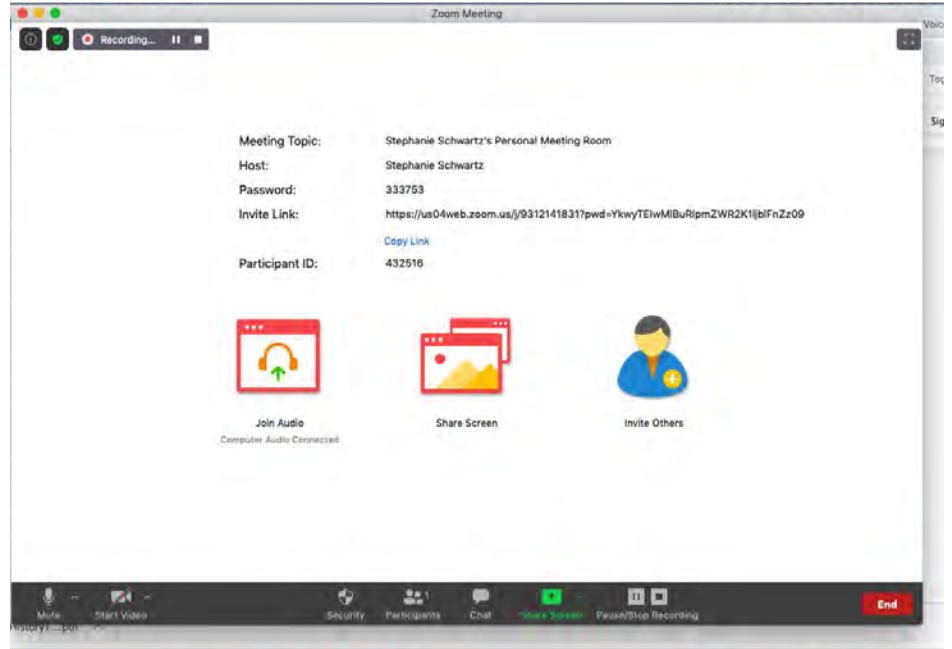 Zoom Meeting
Recording...
Meeting Topic: Stephanie Schwartz's Personal Meeting Room
Host: Stephanie Schwartz
Password: 333753
Invite Link: https://us04web.zoom.us/j/9312141831?pwd=
Copy Link
Participant ID: 432516
Join Audio Share Screen Invite Others
Computer Audio Connected
Mute Start Video Security Participants 1 Chat Share Screen Pause/Stop Recording End